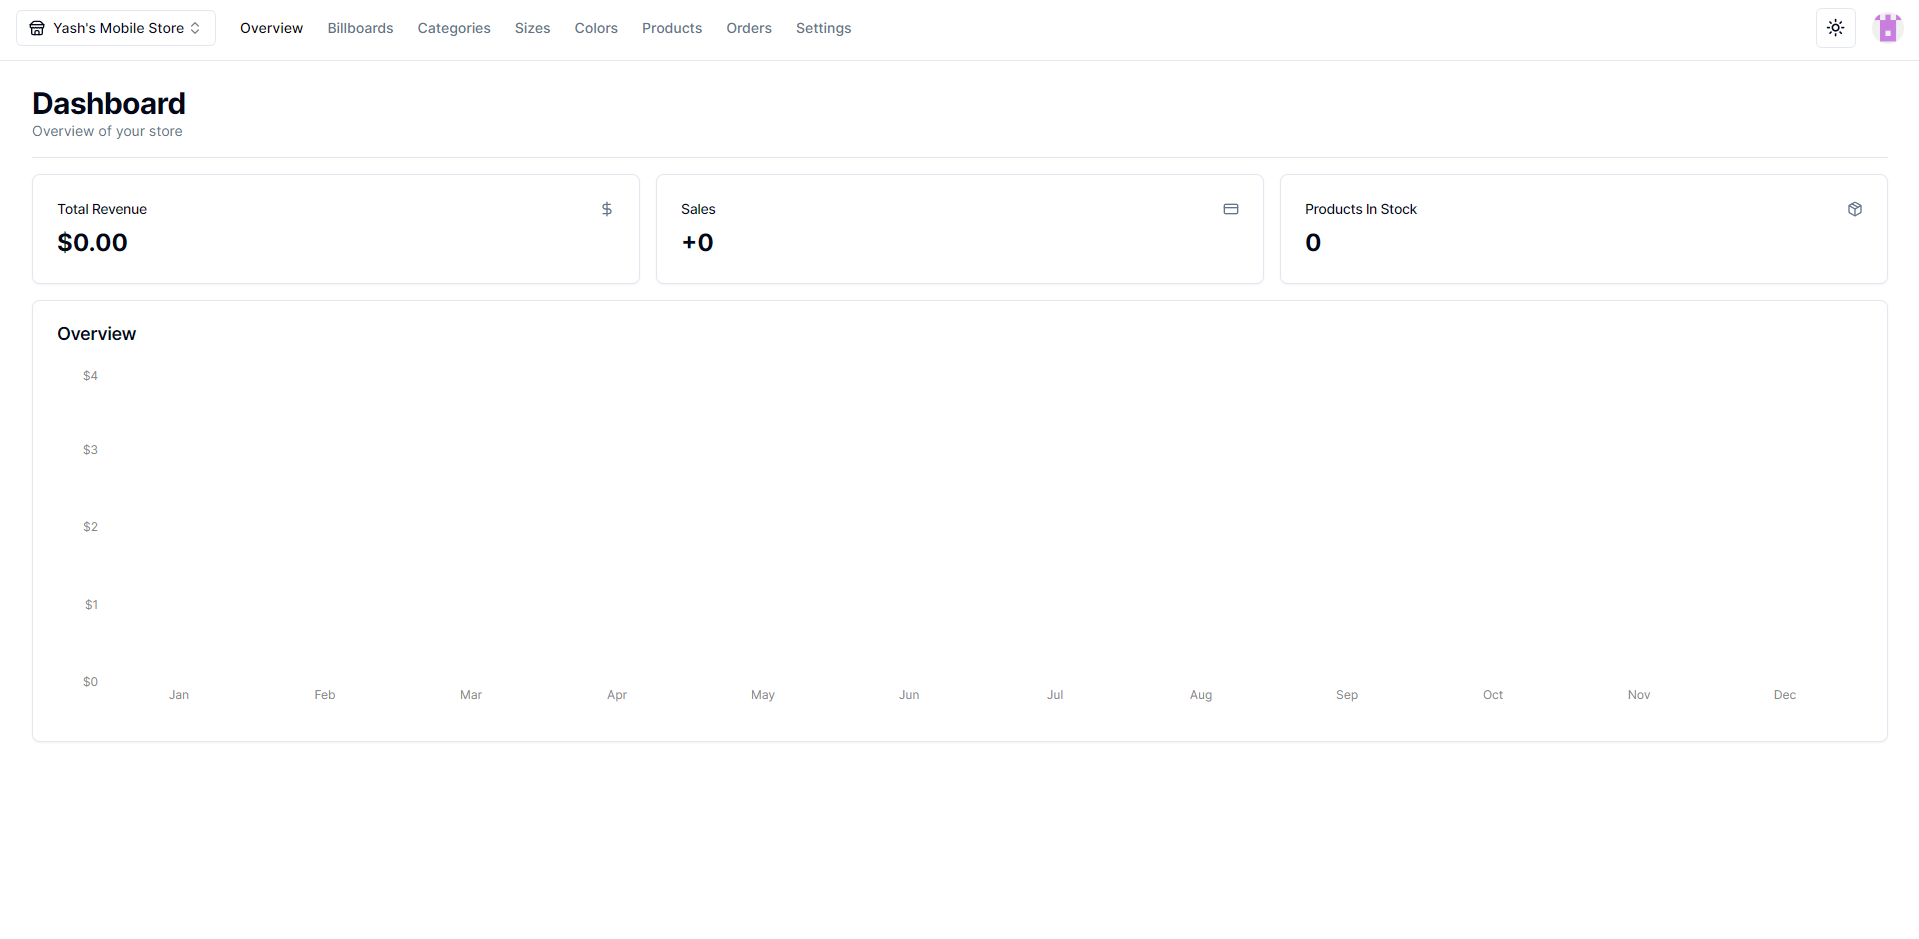 Yash's Mobile Store Overview Billboards Categories Sizes Colors Products Orders Settings
Dashboard
Overview of your store
Total Revenue
$0.00
Sales
+0
Products In Stock
0
Overview
$4
$3
$2
$1
$0
Jan Feb Mar Apr May Jun Jul Aug Sep Oct Nov Dec